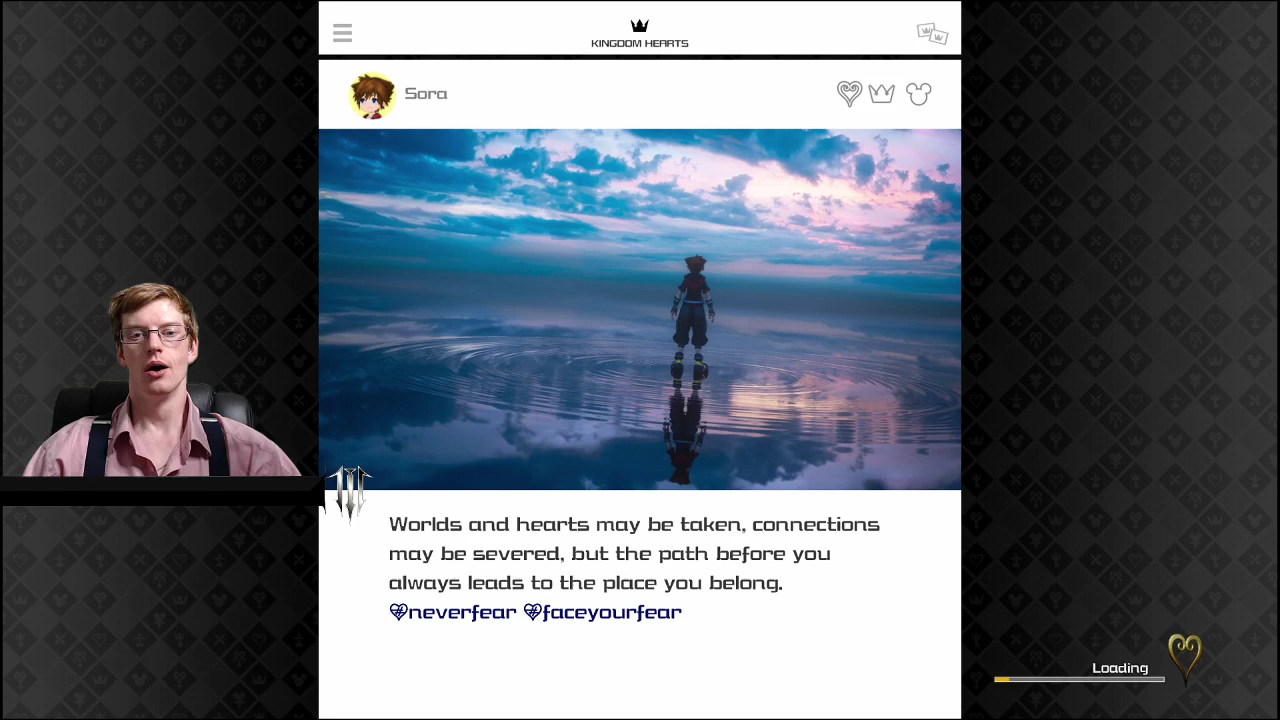 KINGDOM HEARTS
Sora
III
Worlds and hearts may be taken, connections
may be severed, but the path before you
always leads to the place you belong.
neverfear faceyourfear
Loading